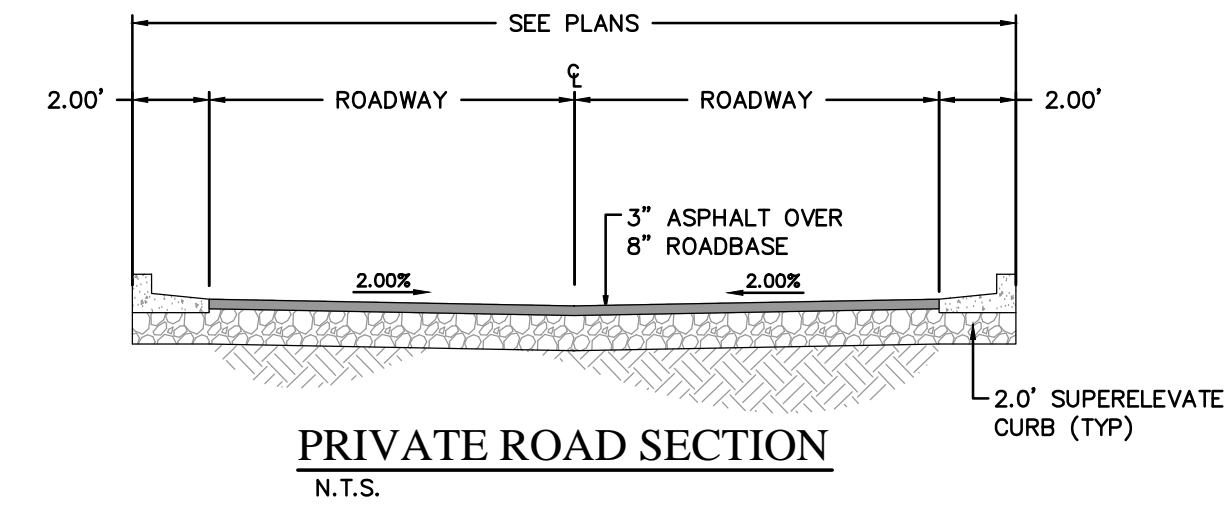 SEE PLANS
℄
2.00' ROADWAY ROADWAY 2.00'
3" ASPHALT OVER
8" ROADBASE
2.00% 2.00%
2.0' SUPERELEVATE
CURB (TYP)
PRIVATE ROAD SECTION
N.T.S.